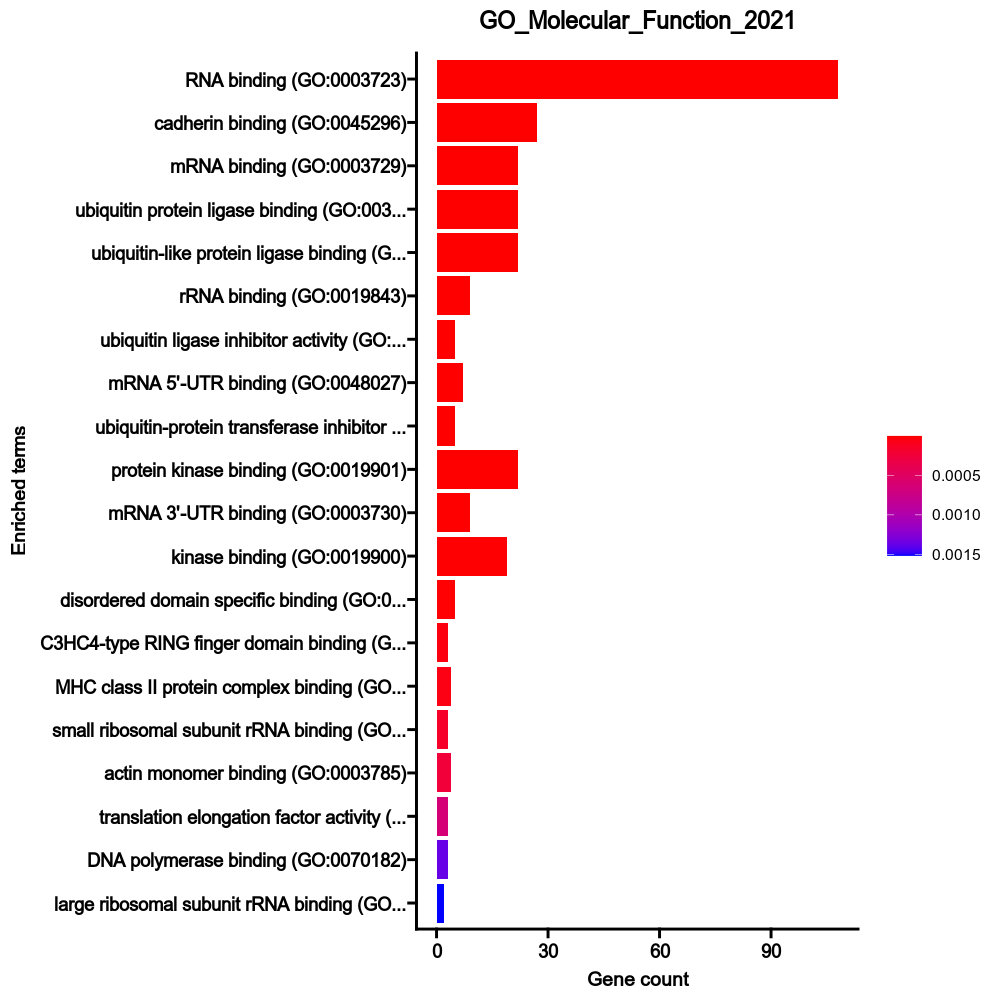 GO_Molecular_Function_2021
RNA binding (GO:0003723)
cadherin binding (GO:0045296)
mRNA binding (GO:0003729)
ubiquitin protein ligase binding (GO:003...
ubiquitin-like protein ligase binding (G...
rRNA binding (GO:0019843)
ubiquitin ligase inhibitor activity (GO:...
mRNA 5'-UTR binding (GO:0048027)
ubiquitin-protein transferase inhibitor ...
protein kinase binding (GO:0019901)
mRNA 3'-UTR binding (GO:0003730)
kinase binding (GO:0019900)
disordered domain specific binding (GO:0...
C3HC4-type RING finger domain binding (G...
MHC class II protein complex binding (GO...
small ribosomal subunit rRNA binding (GO...
actin monomer binding (GO:0003785)
translation elongation factor activity (...
DNA polymerase binding (GO:0070182)
large ribosomal subunit rRNA binding (GO...
Enriched terms
0 30 60 90
Gene count
0.0005
0.0010
0.0015